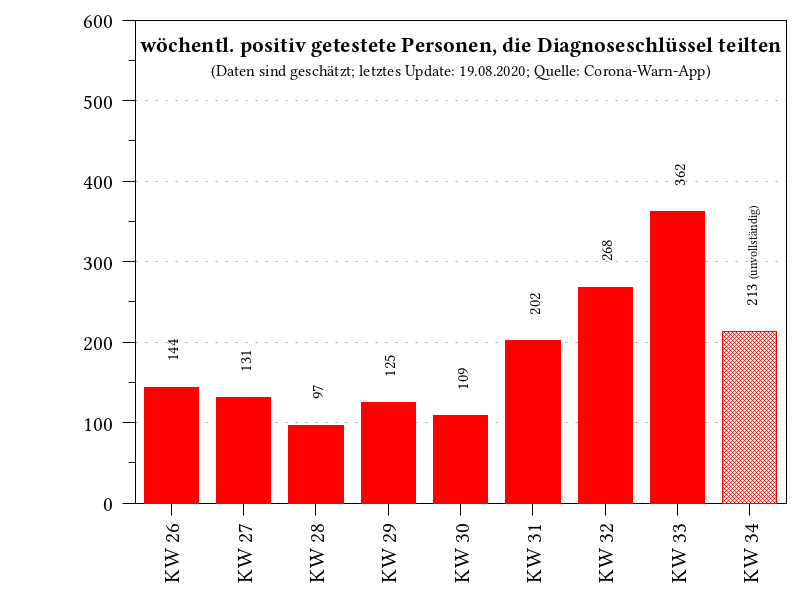 wöchentl. positiv getestete Personen, die Diagnoseschlüssel teilten
(Daten sind geschätzt; letztes Update: 19.08.2020; Quelle: Corona-Warn-App)
600
500
400
300
200
100
0
144
131
97
125
109
202
268
362
213 (unvollständig)
KW 26
KW 27
KW 28
KW 29
KW 30
KW 31
KW 32
KW 33
KW 34